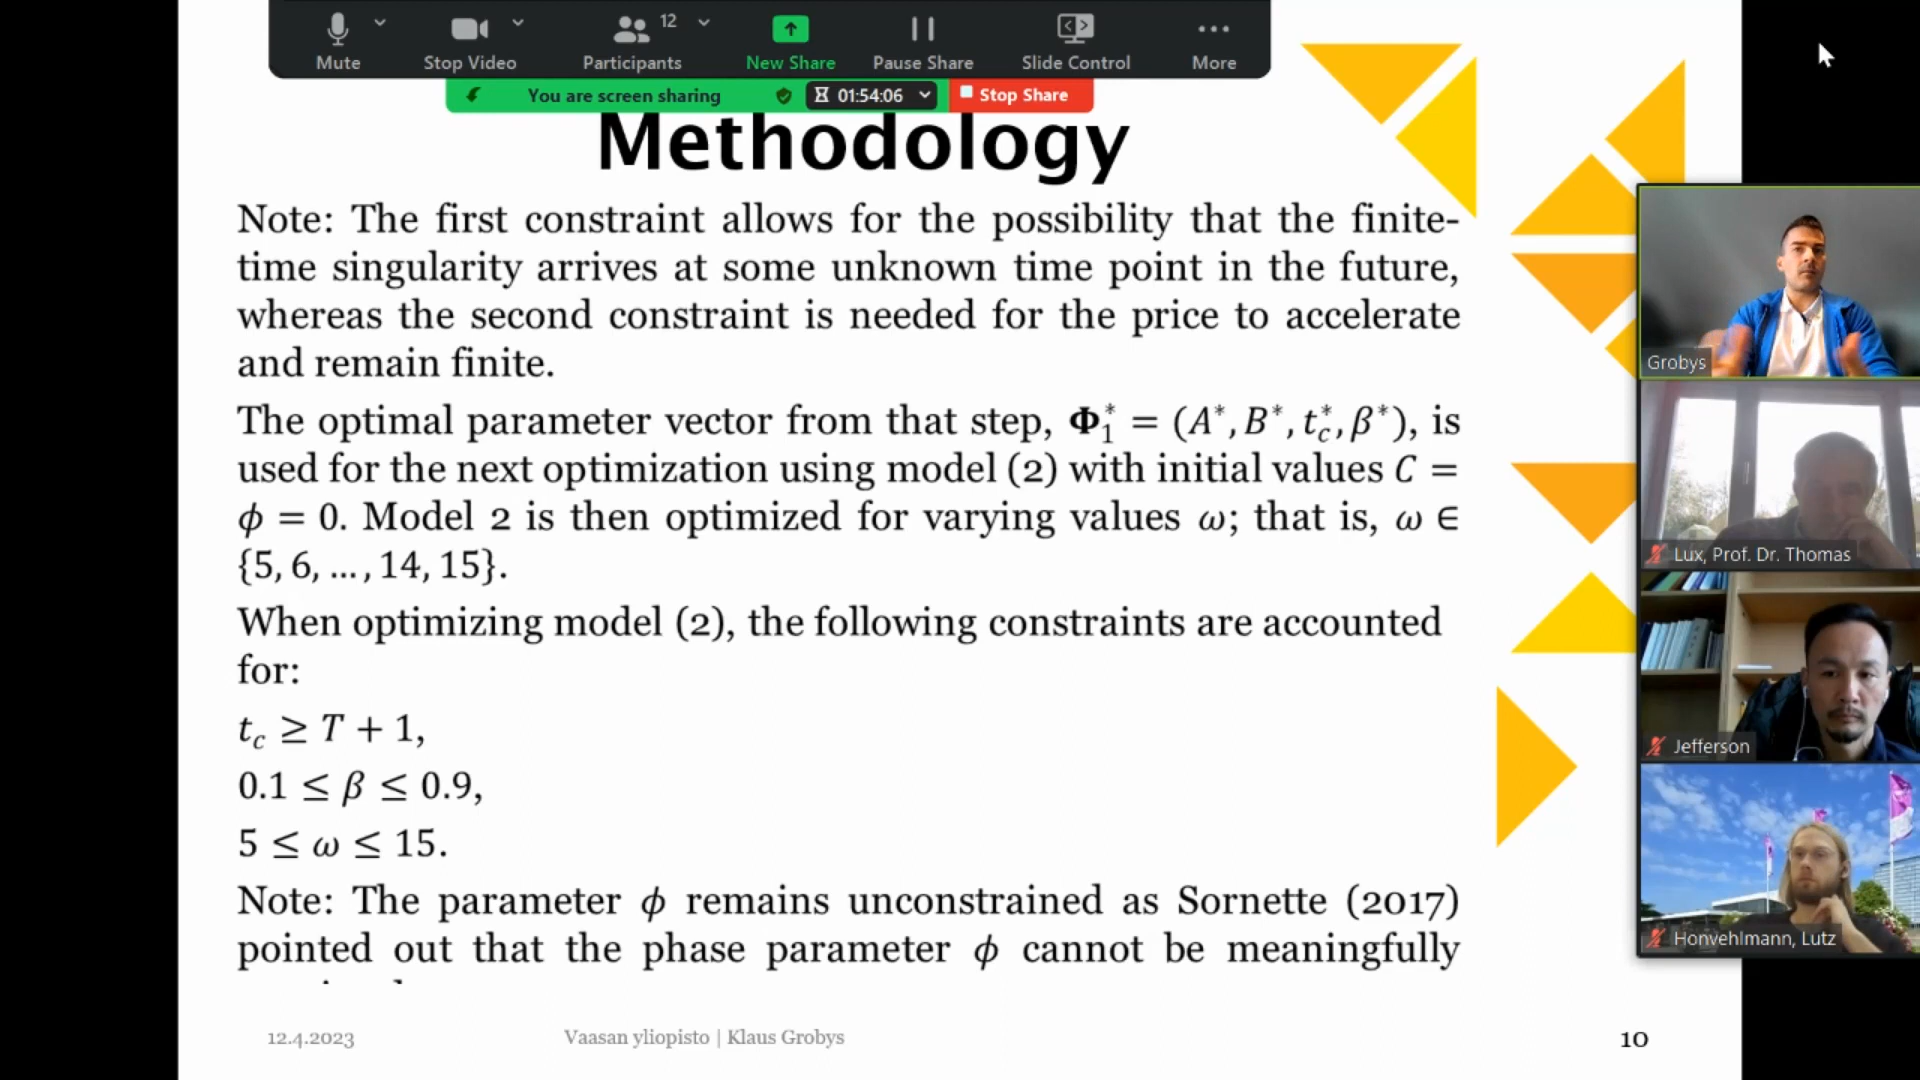 Mute
Stop Video
12
Participants
New Share
Pause Share
Slide Control
More
You are screen sharing
01:54:06
Stop Share
Methodology
Note: The first constraint allows for the possibility that the finite-
time singularity arrives at some unknown time point in the future,
whereas the second constraint is needed for the price to accelerate
and remain finite.
The optimal parameter vector from that step, 𝚽₁* = (A*, B*, t_c*, β*), is
used for the next optimization using model (2) with initial values C =
ϕ = 0. Model 2 is then optimized for varying values ω; that is, ω ∈
{5, 6, ..., 14, 15}.
When optimizing model (2), the following constraints are accounted
for:
t_c ≥ T + 1,
0.1 ≤ β ≤ 0.9,
5 ≤ ω ≤ 15.
Note: The parameter ϕ remains unconstrained as Sornette (2017)
pointed out that the phase parameter ϕ cannot be meaningfully
12.4.2023
Vaasan yliopisto | Klaus Grobys
10
Grobys
Lux, Prof. Dr. Thomas
Jefferson
Honvehlmann, Lutz